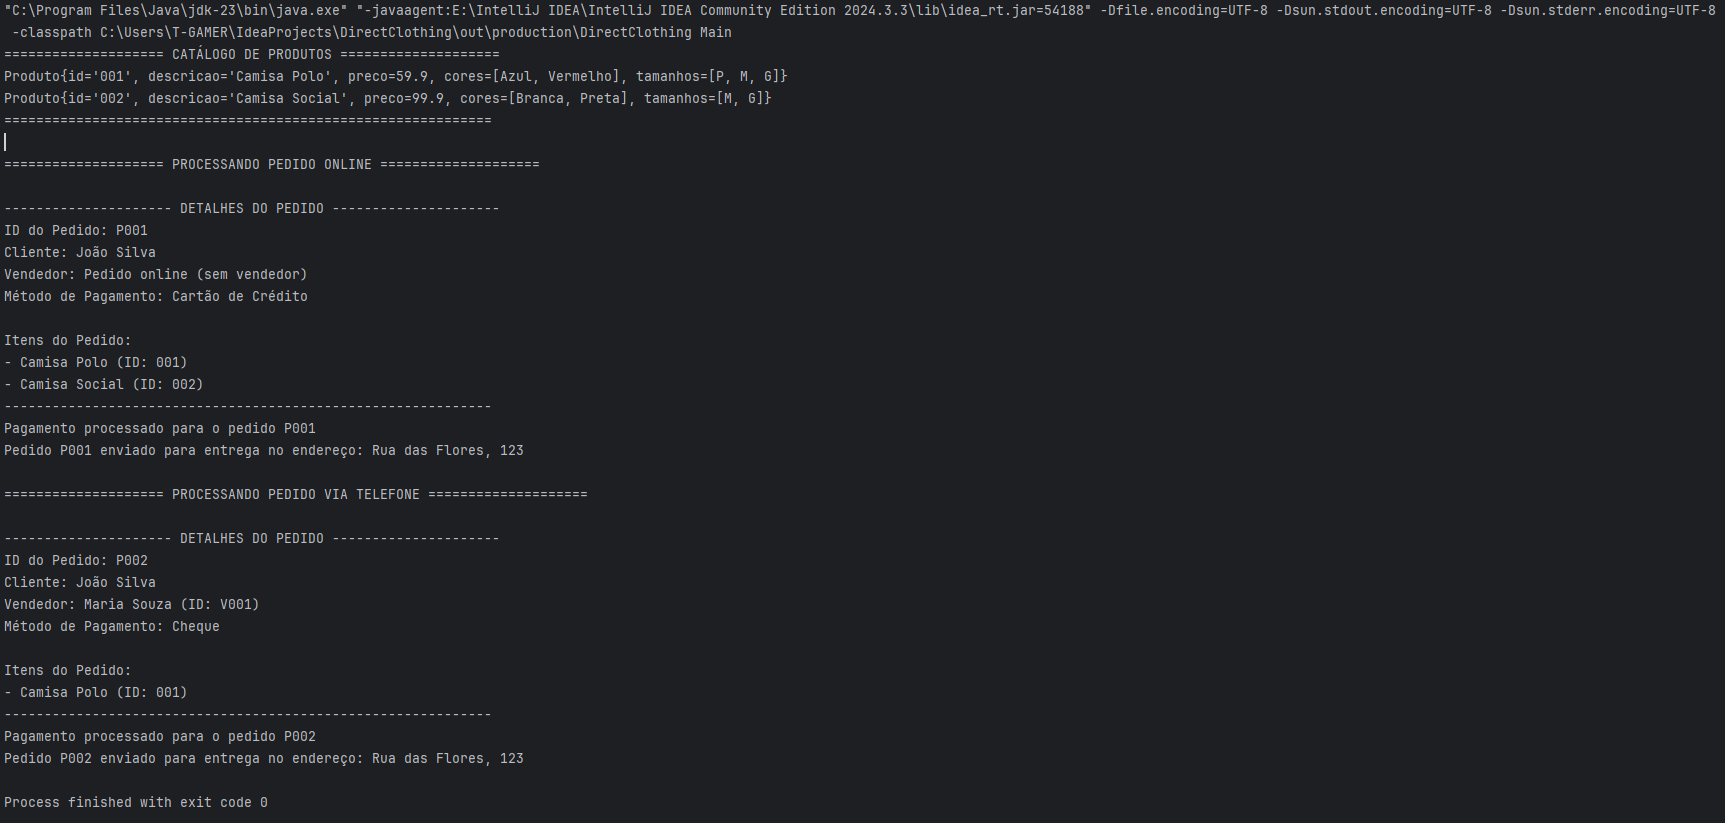 "C:\Program Files\Java\jdk-23\bin\java.exe" "-javaagent:E:\IntelliJ IDEA\IntelliJ IDEA Community Edition 2024.3.3\lib\idea_rt.jar=54188" -Dfile.encoding=UTF-8 -Dsun.stdout.encoding=UTF-8 -Dsun.stderr.encoding=UTF-8
-classpath C:\Users\T-GAMER\IdeaProjects\DirectClothing\out\production\DirectClothing Main
==================== CATÁLOGO DE PRODUTOS ====================
Produto{id='001', descricao='Camisa Polo', preco=59.9, cores=[Azul, Vermelho], tamanhos=[P, M, G]}
Produto{id='002', descricao='Camisa Social', preco=99.9, cores=[Branca, Preta], tamanhos=[M, G]}
=============================================================
==================== PROCESSANDO PEDIDO ONLINE ====================
--------------------- DETALHES DO PEDIDO ---------------------
ID do Pedido: P001
Cliente: João Silva
Vendedor: Pedido online (sem vendedor)
Método de Pagamento: Cartão de Crédito
Itens do Pedido:
- Camisa Polo (ID: 001)
- Camisa Social (ID: 002)
-------------------------------------------------------------
Pagamento processado para o pedido P001
Pedido P001 enviado para entrega no endereço: Rua das Flores, 123
==================== PROCESSANDO PEDIDO VIA TELEFONE ====================
--------------------- DETALHES DO PEDIDO ---------------------
ID do Pedido: P002
Cliente: João Silva
Vendedor: Maria Souza (ID: V001)
Método de Pagamento: Cheque
Itens do Pedido:
- Camisa Polo (ID: 001)
-------------------------------------------------------------
Pagamento processado para o pedido P002
Pedido P002 enviado para entrega no endereço: Rua das Flores, 123
Process finished with exit code 0